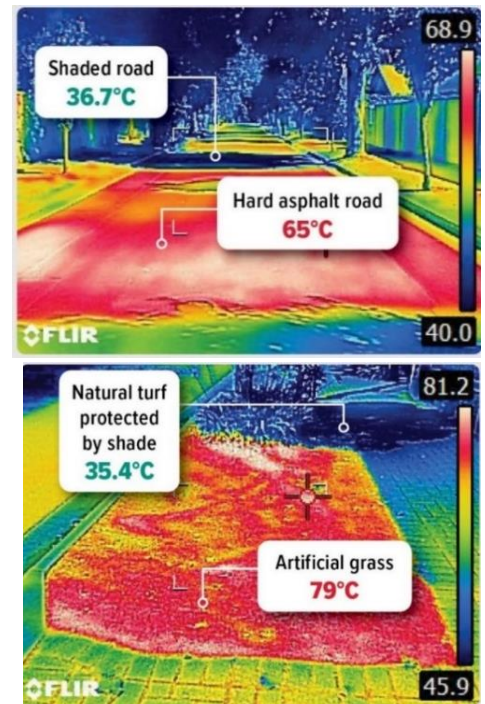 68.9
Shaded road
36.7°C
Hard asphalt road
65°C
FLIR
40.0
81.2
Natural turf
protected
by shade
35.4°C
Artificial grass
79°C
FLIR
45.9